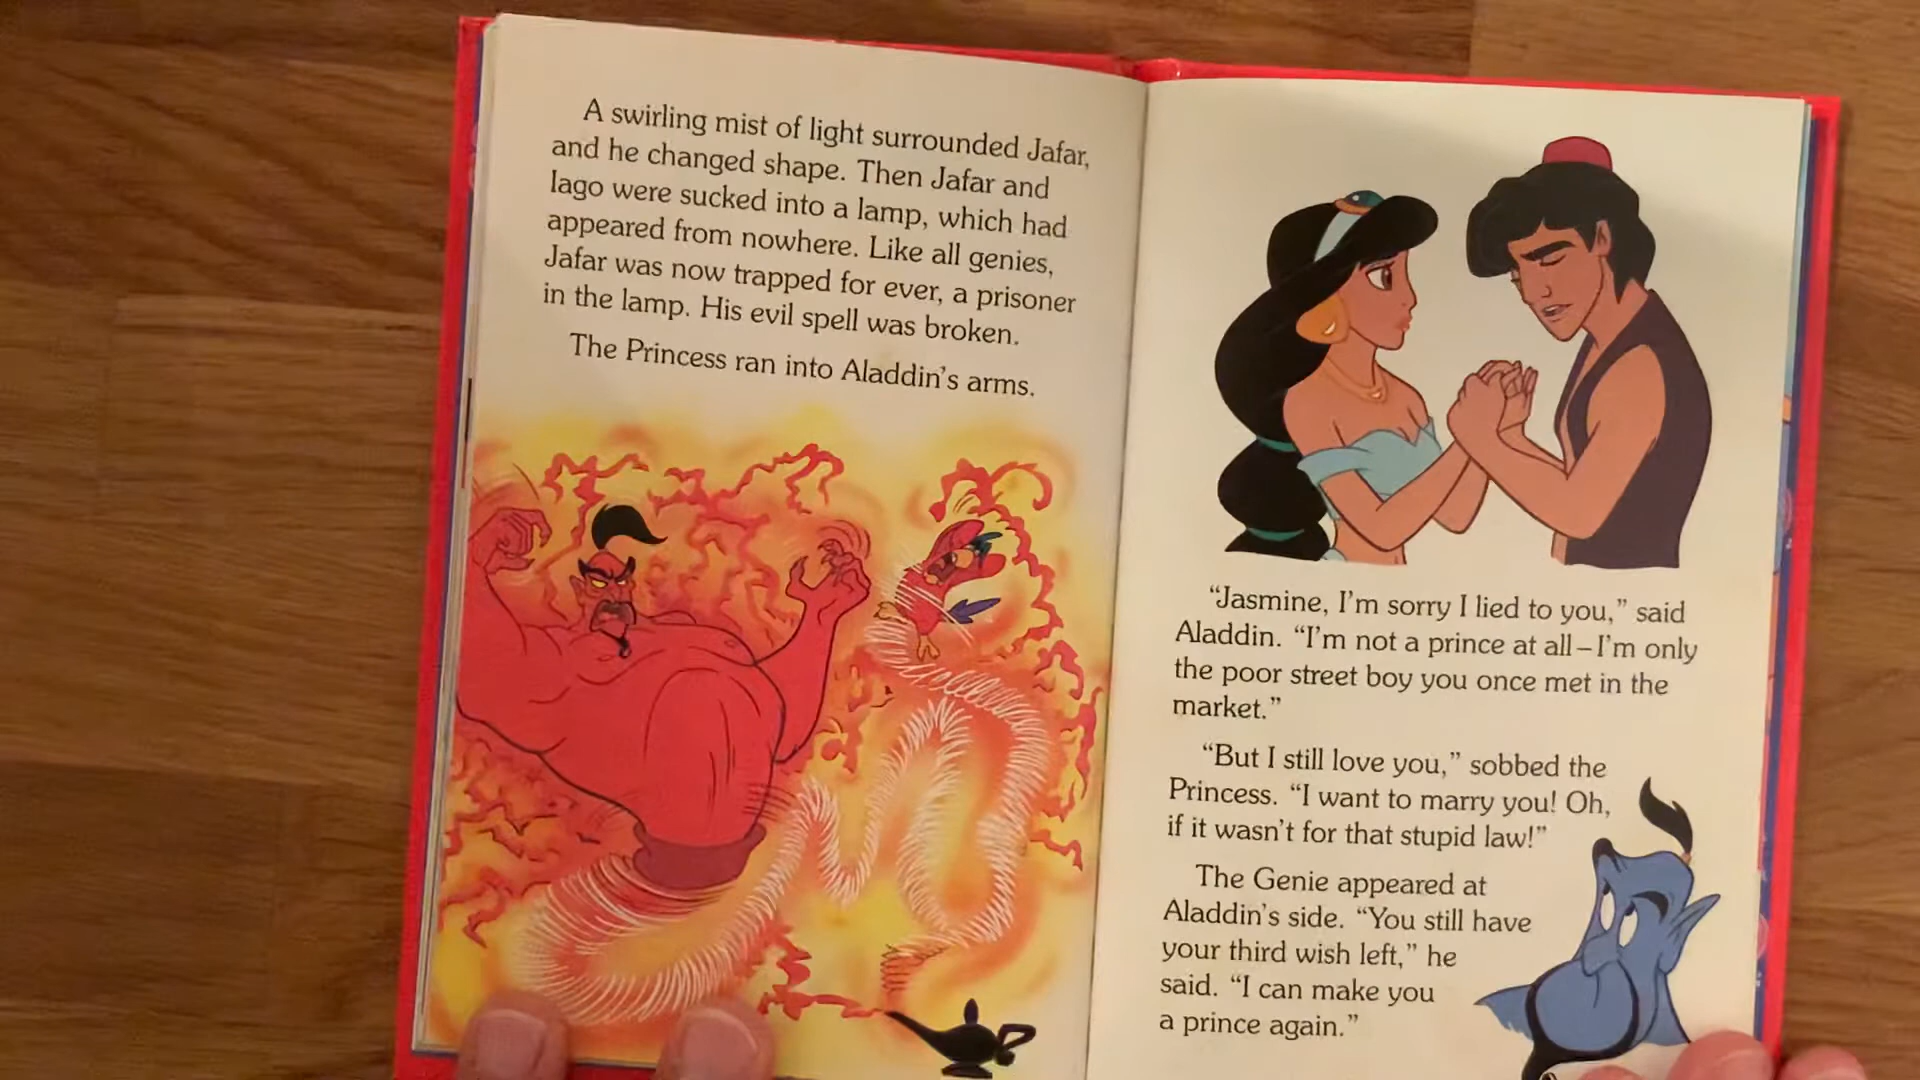 A swirling mist of light surrounded Jafar,
and he changed shape. Then Jafar and
Iago were sucked into a lamp, which had
appeared from nowhere. Like all genies,
Jafar was now trapped for ever, a prisoner
in the lamp. His evil spell was broken.
The Princess ran into Aladdin's arms.
“Jasmine, I'm sorry I lied to you,” said
Aladdin. “I'm not a prince at all – I'm only
the poor street boy you once met in the
market.”
“But I still love you,” sobbed the
Princess. “I want to marry you! Oh,
if it wasn't for that stupid law!”
The Genie appeared at
Aladdin's side. “You still have
your third wish left,” he
said. “I can make you
a prince again.”